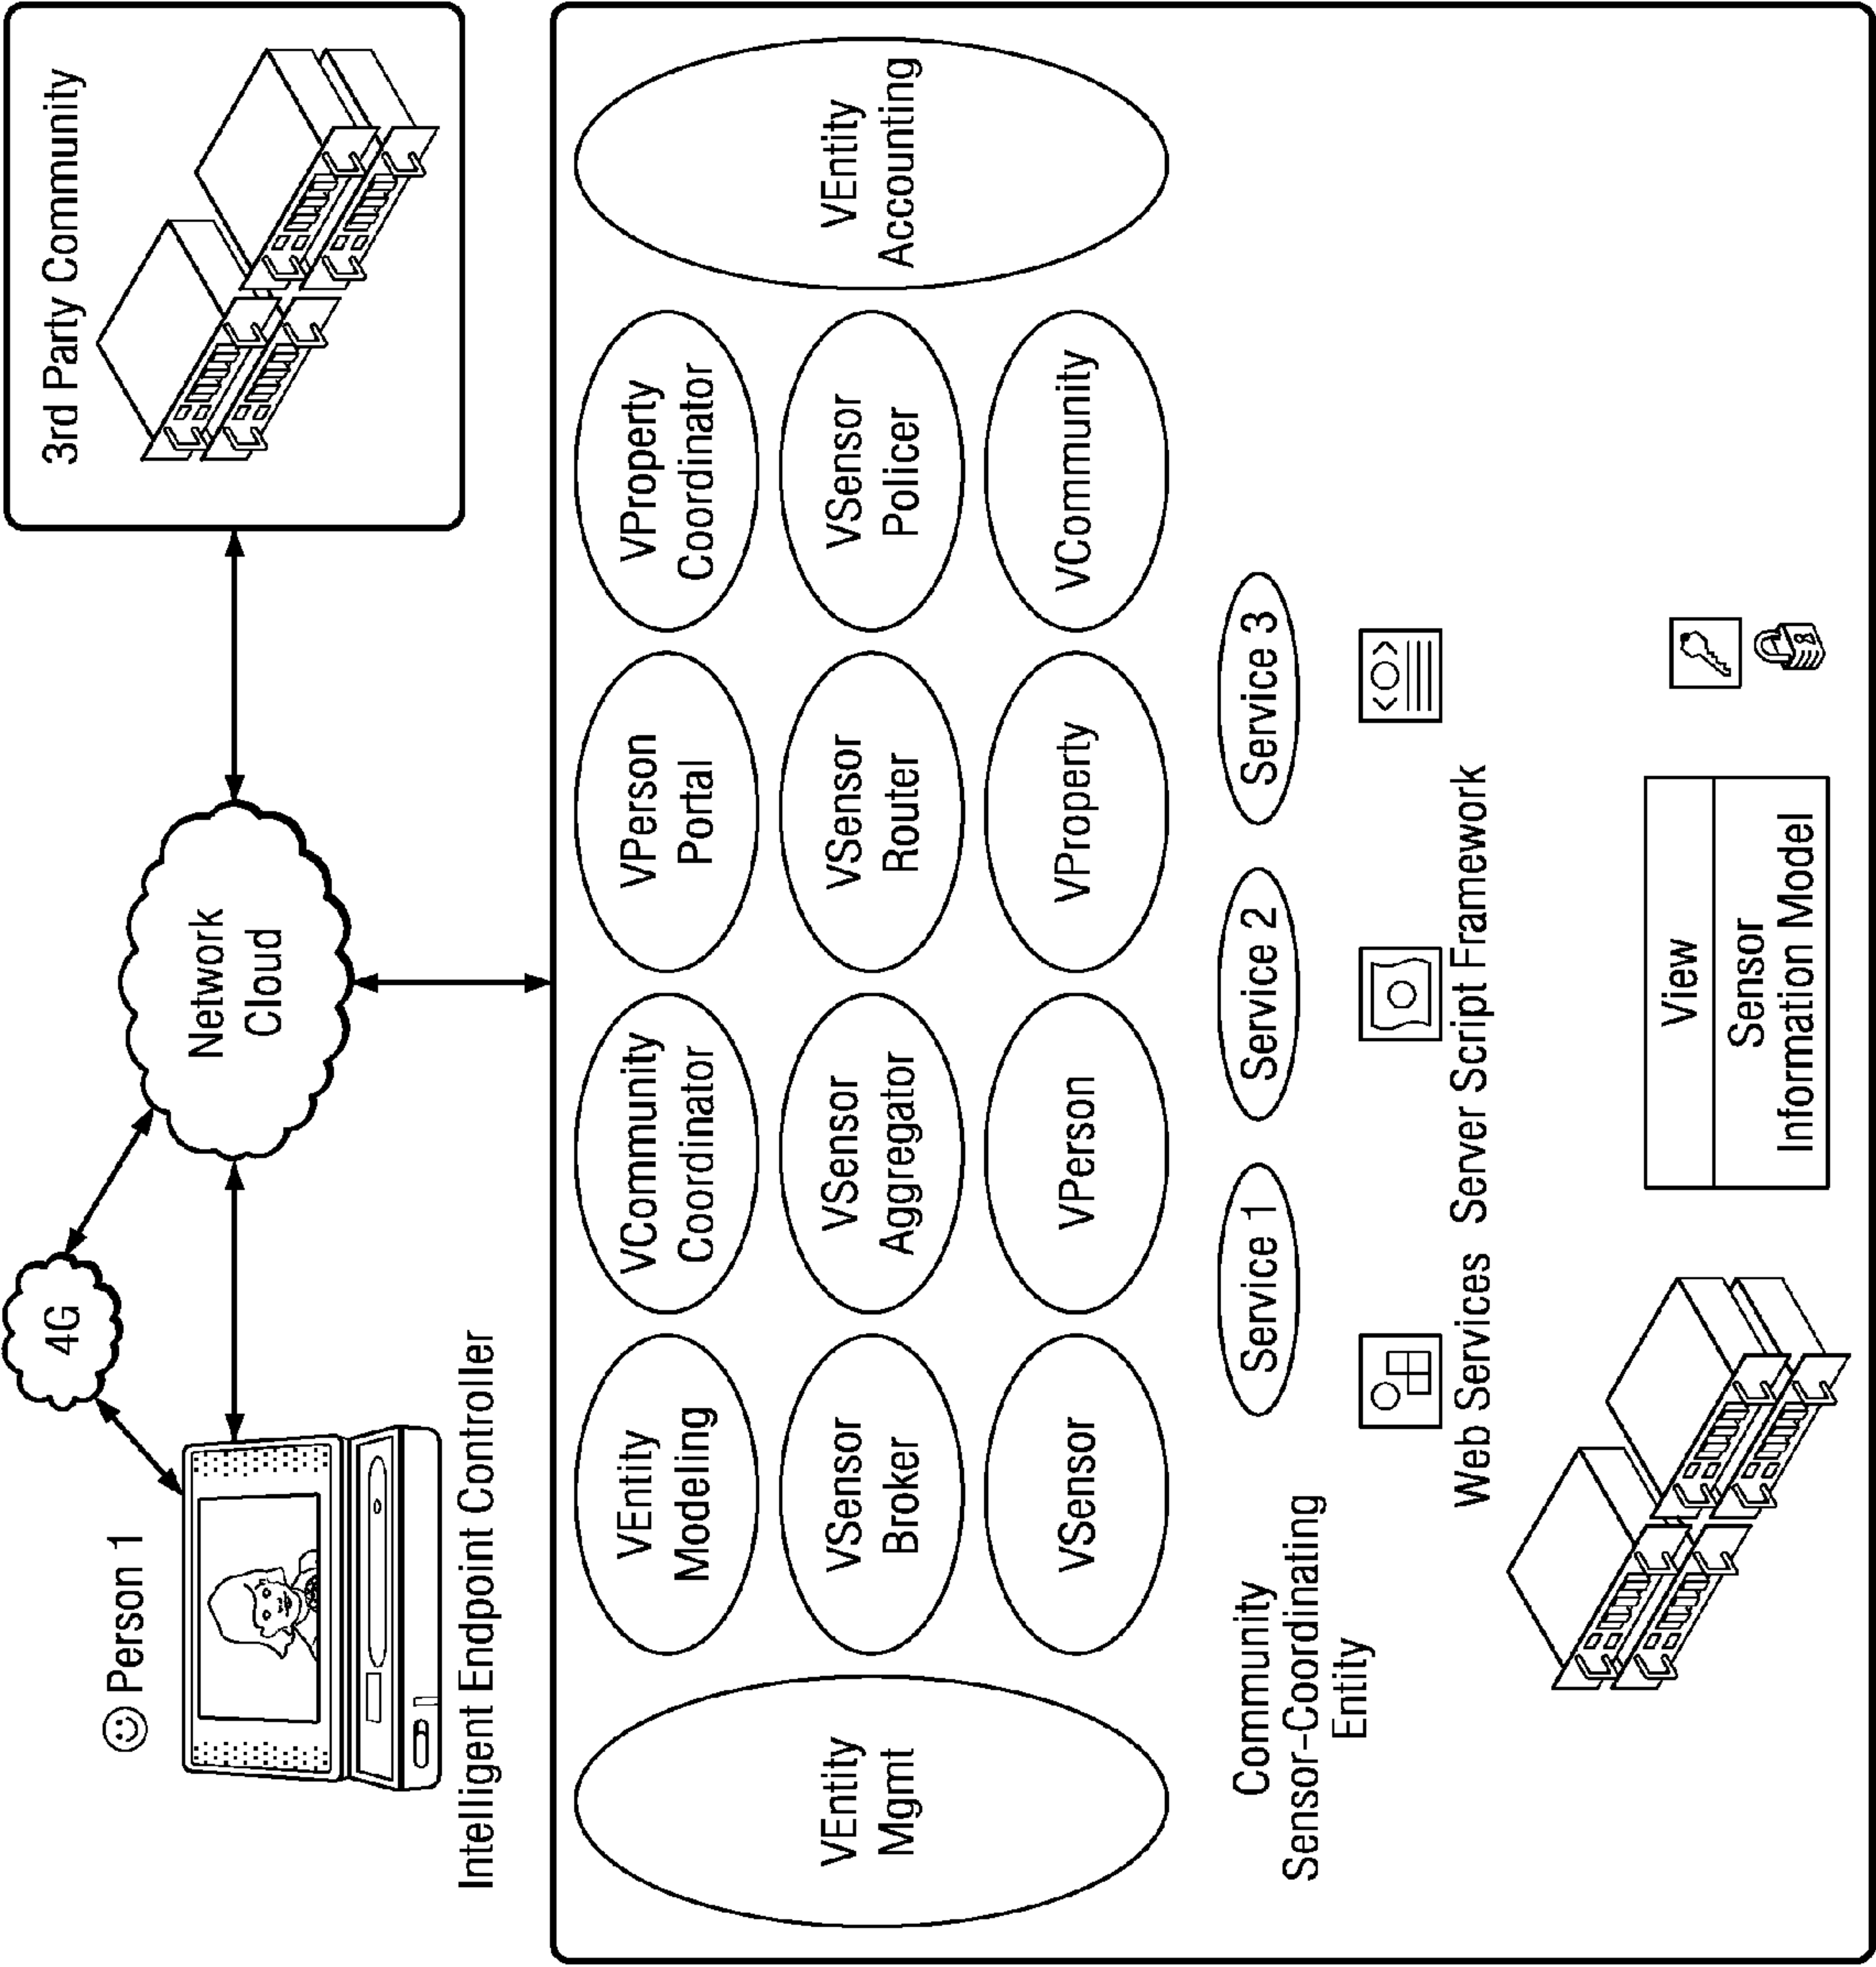 Person 1
4G
Network
Cloud
3rd Party Community
Intelligent Endpoint Controller
VEntity
Mgmt
VEntity
Modeling
VCommunity
Coordinator
VPerson
Portal
VProperty
Coordinator
VSensor
Broker
VSensor
Aggregator
VSensor
Router
VSensor
Policer
VSensor
VPerson
VProperty
VCommunity
VEntity
Accounting
Community
Sensor-Coordinating
Entity
Service 1
Service 2
Service 3
Web Services
Server Script Framework
View
Sensor
Information Model